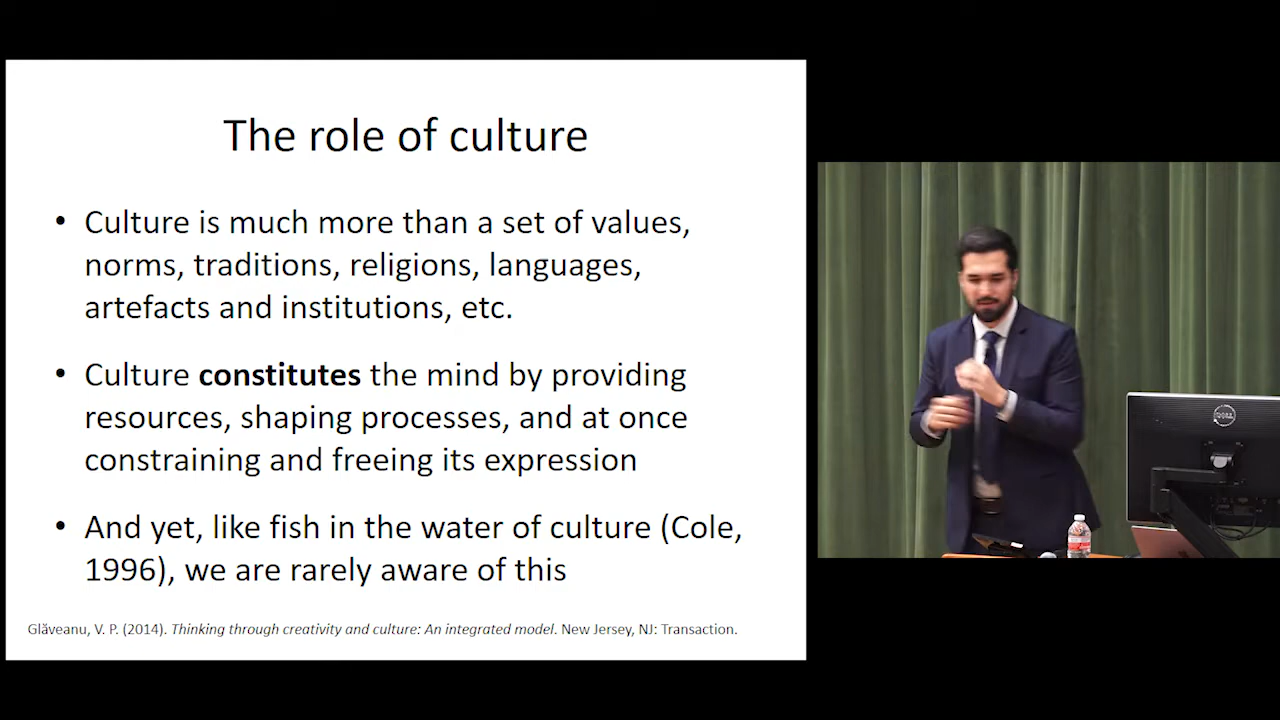 The role of culture
• Culture is much more than a set of values,
norms, traditions, religions, languages,
artefacts and institutions, etc.
• Culture constitutes the mind by providing
resources, shaping processes, and at once
constraining and freeing its expression
• And yet, like fish in the water of culture (Cole,
1996), we are rarely aware of this
Glăveanu, V. P. (2014). Thinking through creativity and culture: An integrated model. New Jersey, NJ: Transaction.
DELL